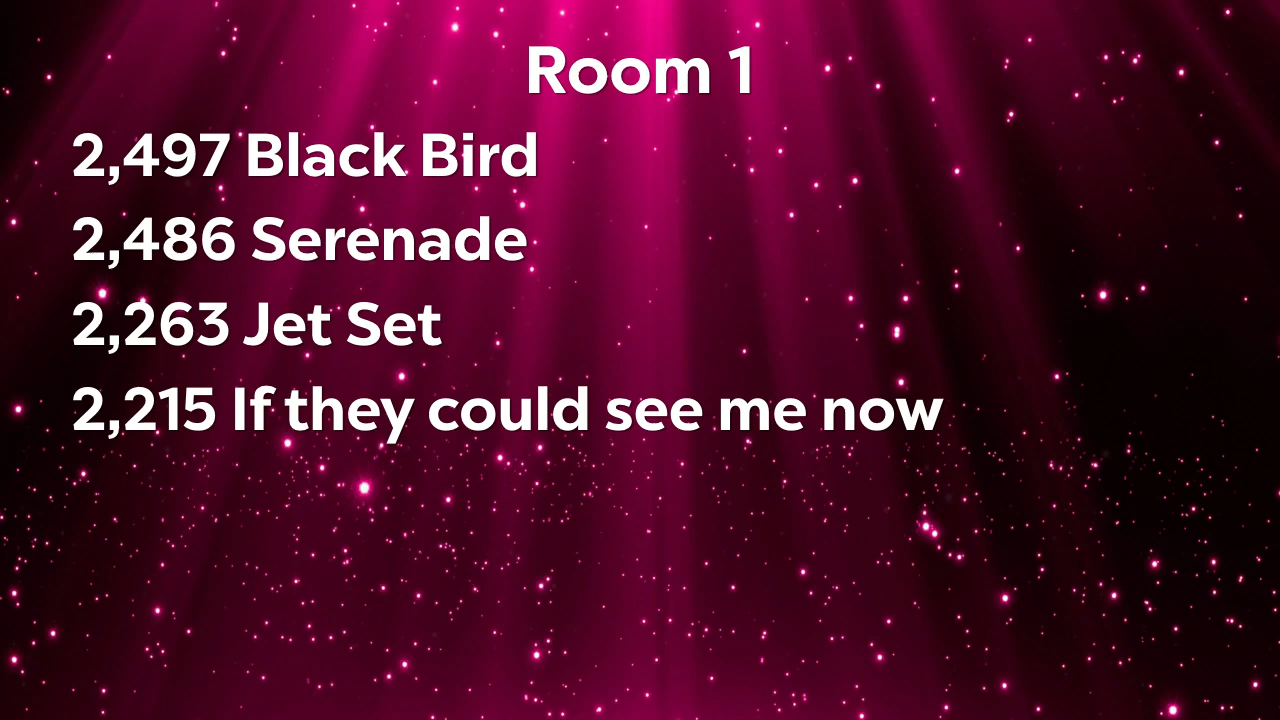 Room 1
2,497 Black Bird
2,486 Serenade
2,263 Jet Set
2,215 If they could see me now